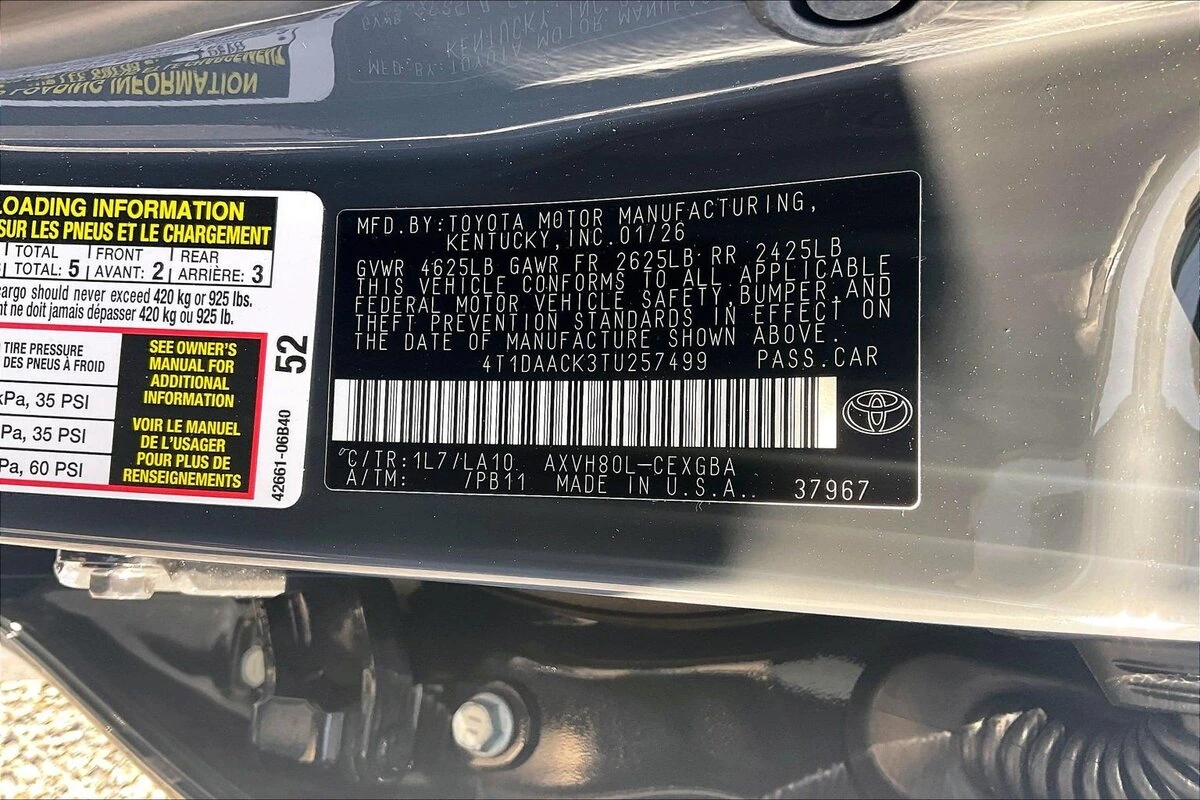 LOADING INFORMATION
SUR LES PNEUS ET LE CHARGEMENT
TOTAL FRONT REAR
TOTAL: 5 AVANT: 2 ARRIÈRE: 3
cargo should never exceed 420 kg or 925 lbs.
nt ne doit jamais dépasser 420 kg ou 925 lb.
TIRE PRESSURE
DES PNEUS À FROID
kPa, 35 PSI
Pa, 35 PSI
Pa, 60 PSI
SEE OWNER'S
MANUAL FOR
ADDITIONAL
INFORMATION
VOIR LE MANUEL
DE L'USAGER
POUR PLUS DE
RENSEIGNEMENTS
52
42661-06B40
MFD.BY:TOYOTA MOTOR MANUFACTURING,
KENTUCKY,INC.01/26
GVWR 4625LB GAWR FR 2625LB RR 2425LB
THIS VEHICLE CONFORMS TO ALL APPLICABLE
FEDERAL MOTOR VEHICLE SAFETY,BUMPER,AND
THEFT PREVENTION STANDARDS IN EFFECT ON
THE DATE OF MANUFACTURE SHOWN ABOVE.
4T1DAACK3TU257499 PASS.CAR
C/TR:1L7/LA10 AXVH80L-CEXGBA
A/TM: /PB11 MADE IN U.S.A. 37967